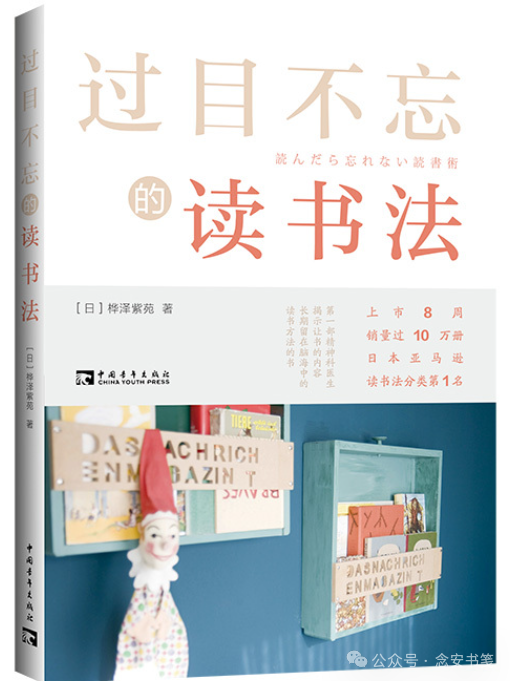 过目不忘
的读书法
[日]桦泽紫苑 著
中国青年出版社
过目不忘
読んだら忘れない読書術
的读书法
[日]桦泽紫苑 著
中国青年出版社
CHINA YOUTH PRESS
第一部精神科医生
揭示让书的内容
长期留在脑海中的
读书方法的书
上市8周
销量过10万册
日本亚马逊
读书法分类第1名
TIERE
DASNACHRICH
ENMAGAZIN T
BRAVES
DASNACHRICH
ENMABAZIN T
公众号·念安书笺